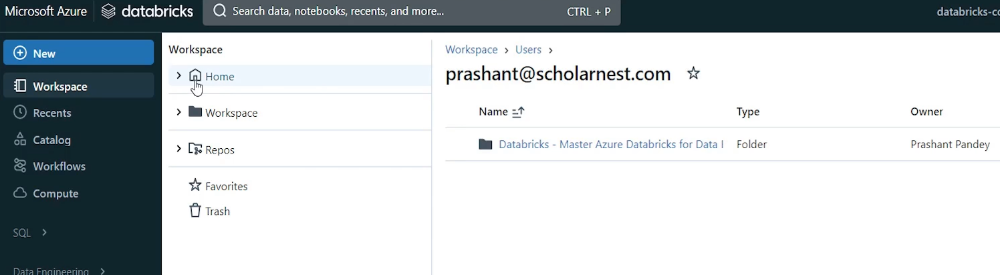 Microsoft Azure databricks Search data, notebooks, recents, and more... CTRL + P databricks-co
New
Workspace
Recents
Catalog
Workflows
Compute
SQL
Data Engineering
Workspace
Home
Workspace
Repos
Favorites
Trash
Workspace > Users >
prashant@scholarnest.com
Name Type Owner
Databricks - Master Azure Databricks for Data I Folder Prashant Pandey